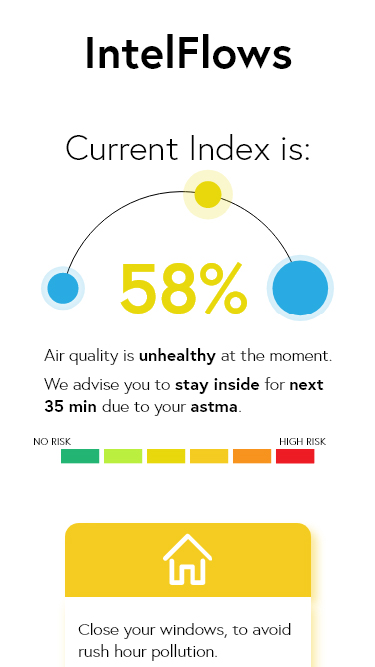 IntelFlows
Current Index is:
58%
Air quality is unhealthy at the moment.
We advise you to stay inside for next
35 min due to your astma.
NO RISK
HIGH RISK
Close your windows, to avoid
rush hour pollution.